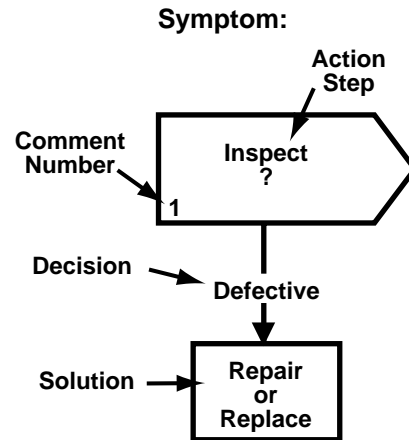 Symptom:
Action
Step
Comment
Number
Inspect
?
1
Decision
Defective
Solution
Repair
or
Replace